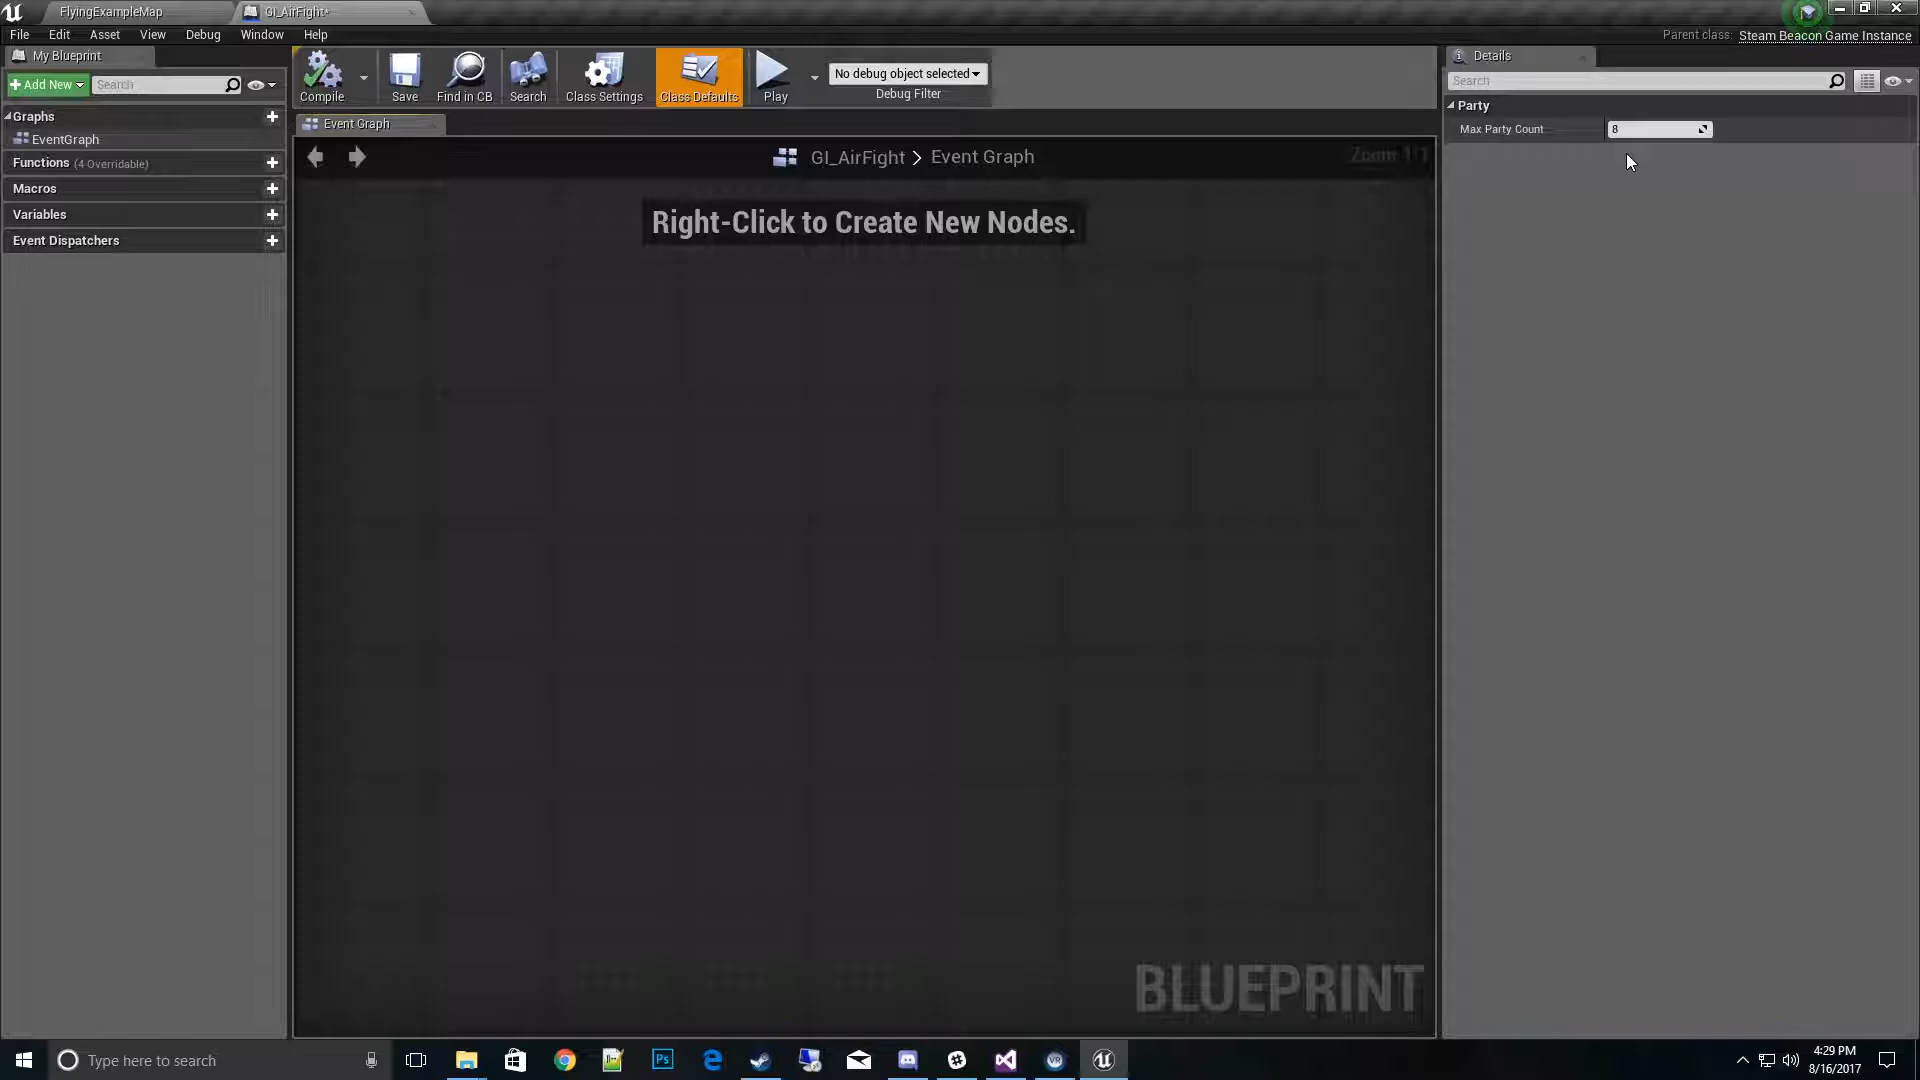 FlyingExampleMap
GI_AirFight*
File Edit Asset View Debug Window Help
Parent class: Steam Beacon Game Instance
My Blueprint
Add New
Search
Graphs
EventGraph
Functions (4 Overridable)
Macros
Variables
Event Dispatchers
Compile
Save
Find in CB
Search
Class Settings
Class Defaults
Play
No debug object selected
Debug Filter
Event Graph
GI_AirFight > Event Graph
Zoom 1:1
Right-Click to Create New Nodes.
BLUEPRINT
Details
Search
Party
Max Party Count 8
Type here to search
Ps
VR
4:29 PM
8/16/2017